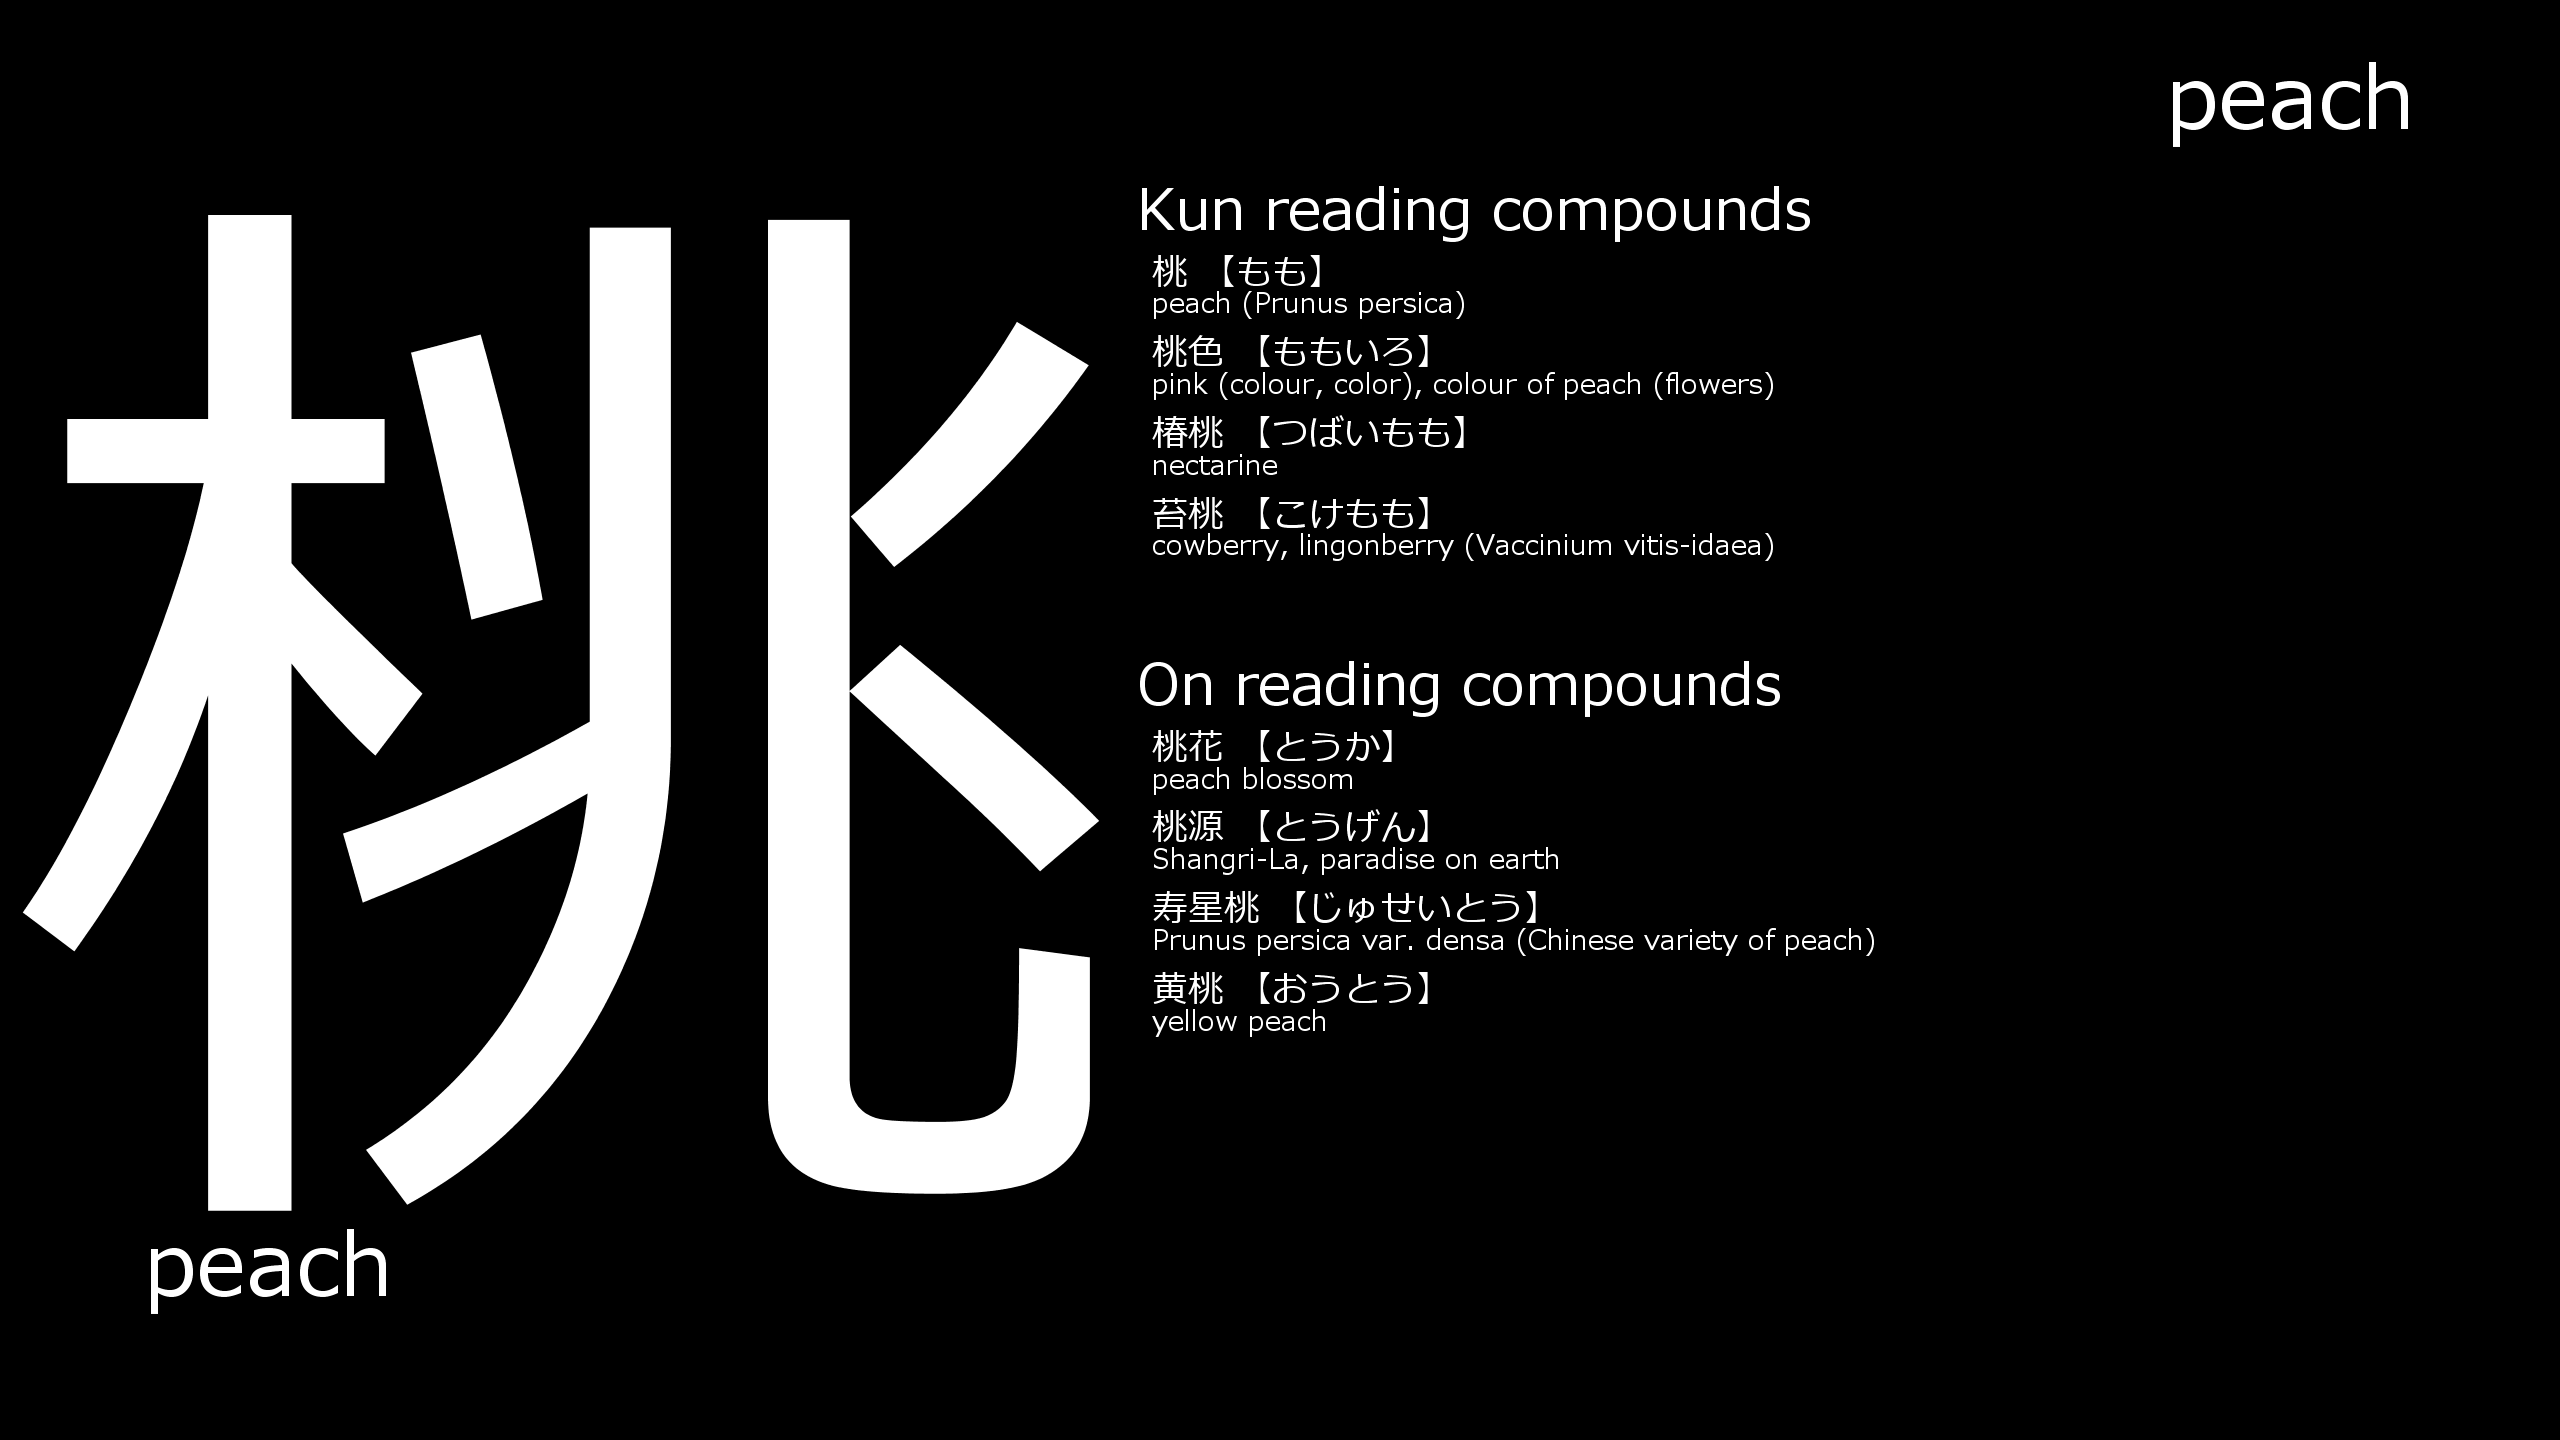 peach
桃
Kun reading compounds
桃 【もも】
peach (Prunus persica)
桃色 【ももいろ】
pink (colour, color), colour of peach (flowers)
椿桃 【つばいもも】
nectarine
苔桃 【こけもも】
cowberry, lingonberry (Vaccinium vitis-idaea)
On reading compounds
桃花 【とうか】
peach blossom
桃源 【とうげん】
Shangri-La, paradise on earth
寿星桃 【じゅせいとう】
Prunus persica var. densa (Chinese variety of peach)
黄桃 【おうとう】
yellow peach
peach